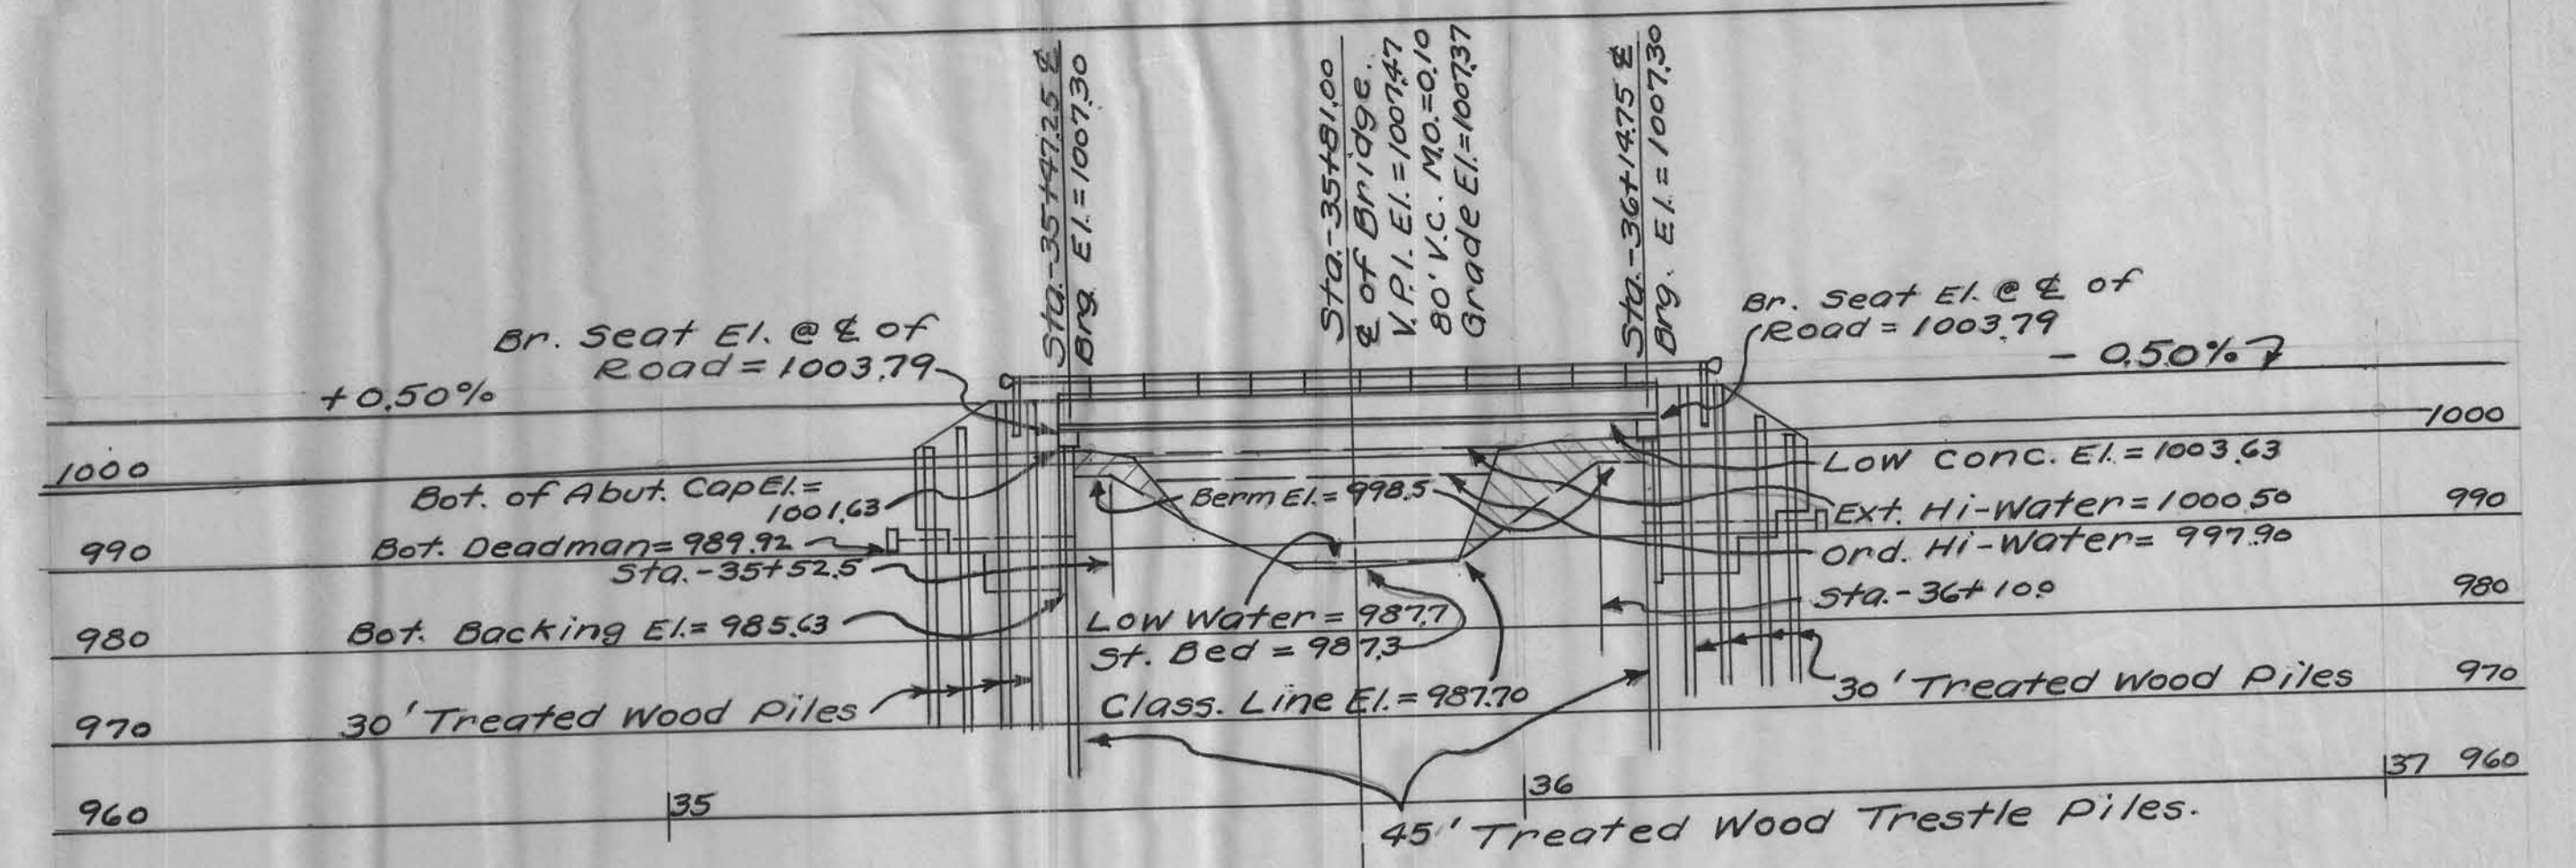 Sta.-35+47.25 ℄
Brg. El.=1007.30
Sta.-35+81.00
℄ of Bridge.
V.P.I. El.=1007.47
80' V.C. M.O.=0.10
Grade El.=1007.37
Sta.-36+14.75 ℄
Brg. El.=1007.30
Br. Seat El. @ ℄ of
Road = 1003.79
Br. Seat El. @ ℄ of
Road = 1003.79
+0.50%
- 0.50%
1000
1000
Bot. of Abut. Cap El.=
1001.63
Berm El.= 998.5
Low Conc. El.=1003.63
Ext. Hi-Water=1000.50
990
990
Bot. Deadman=989.92
Ord. Hi-Water= 997.90
Sta.-35+52.5
Sta.-36+10.0
980
980
Bot. Backing El.= 985.63
Low Water = 987.7
St. Bed = 987.3
970
970
30' Treated Wood Piles
Class. Line El.=987.70
30' Treated Wood Piles
960
35
36
37
960
45' Treated Wood Trestle Piles.